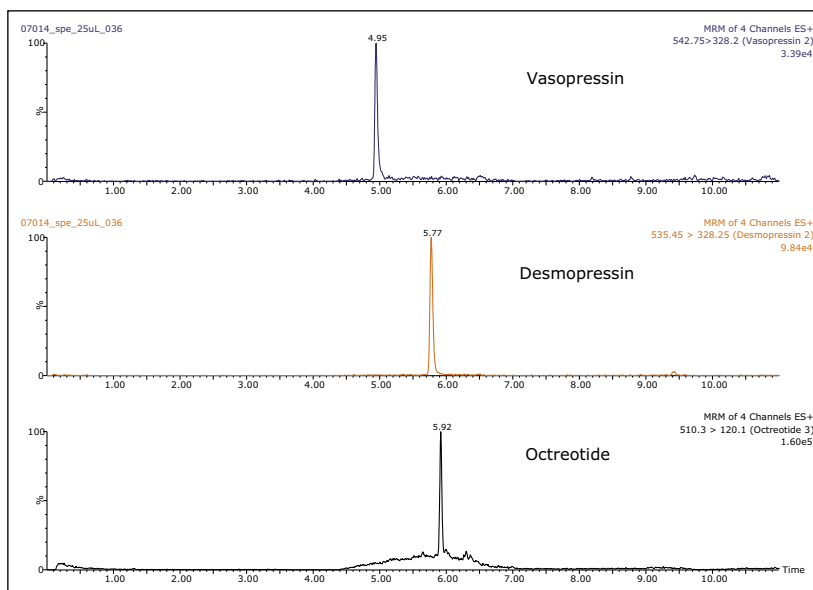 07014_spe_25uL_036
MRM of 4 Channels ES+
542.75>328.2 (Vasopressin 2)
3.39e4
4.95
100
Vasopressin
%
0
1.00 2.00 3.00 4.00 5.00 6.00 7.00 8.00 9.00 10.00
07014_spe_25uL_036
MRM of 4 Channels ES+
535.45 > 328.25 (Desmopressin 2)
9.84e4
5.77
100
Desmopressin
%
0
1.00 2.00 3.00 4.00 5.00 6.00 7.00 8.00 9.00 10.00
MRM of 4 Channels ES+
510.3 > 120.1 (Octreotide 3)
1.60e5
5.92
100
Octreotide
%
0
Time
1.00 2.00 3.00 4.00 5.00 6.00 7.00 8.00 9.00 10.00